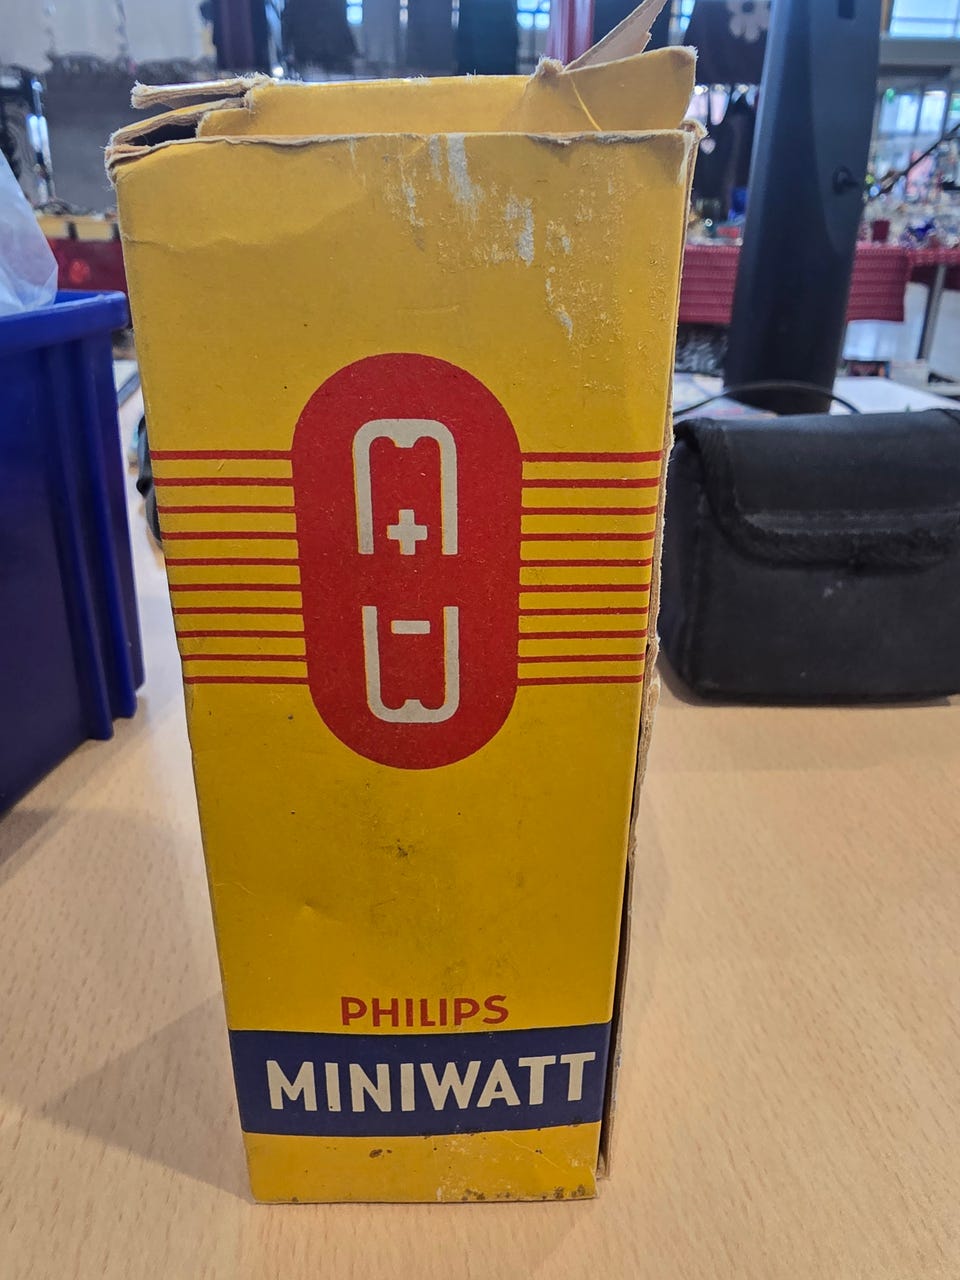 +
-
PHILIPS
MINIWATT